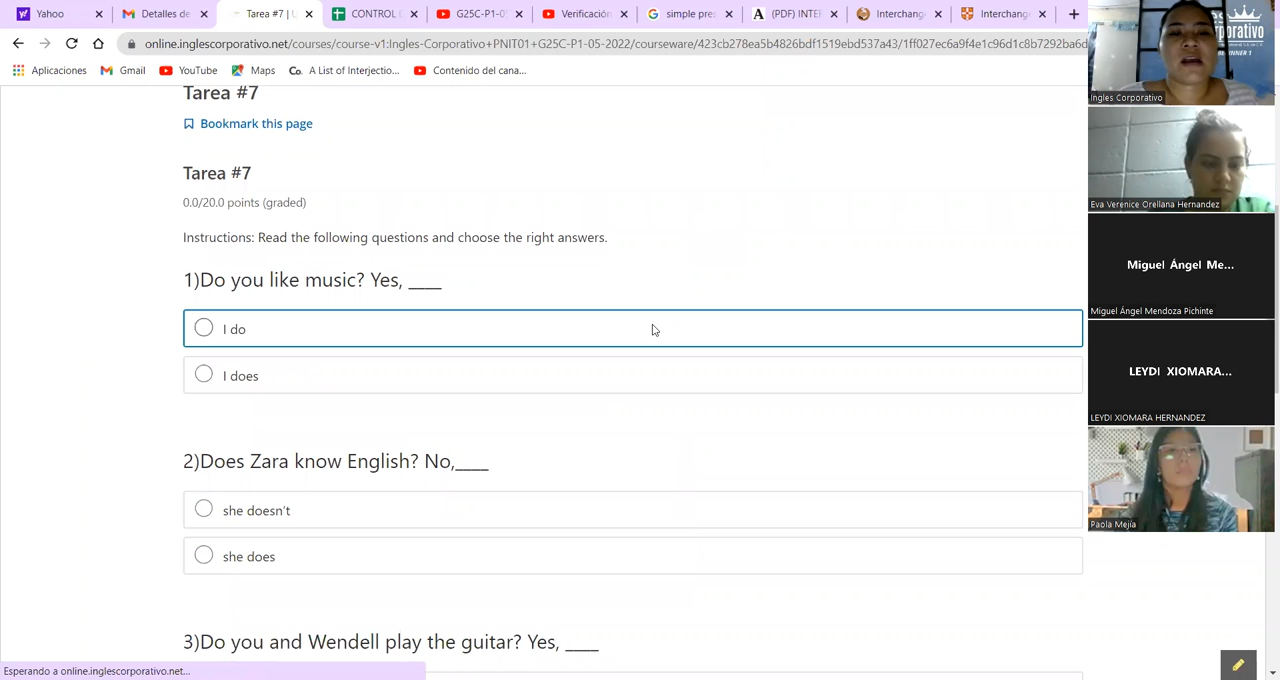 Yahoo
Detalles de
Tarea #7 | U
CONTROL D
G25C-P1-0
Verificación
simple pres
(PDF) INTE
Interchang
Interchang
online.inglescorporativo.net/courses/course-v1:Ingles-Corporativo+PNIT01+G25C-P1-05-2022/courseware/423cb278ea5b4826bdf1519ebd537a43/1ff027ec6a9f4e1c96d1c8b7292ba6d
Aplicaciones
Gmail
YouTube
Maps
Co. A List of Interjectio...
Contenido del cana...
Tarea #7
Bookmark this page
Tarea #7
0.0/20.0 points (graded)
Instructions: Read the following questions and choose the right answers.
1)Do you like music? Yes, ____
I do
I does
2)Does Zara know English? No,____
she doesn't
she does
3)Do you and Wendell play the guitar? Yes, ____
Esperando a online.inglescorporativo.net...
porativo
BEGINNER 1
Ingles Corporativo
Eva Verenice Orellana Hernandez
Miguel Ángel Me...
Miguel Ángel Mendoza Pichinte
LEYDI XIOMARA...
LEYDI XIOMARA HERNANDEZ
Paola Mejía